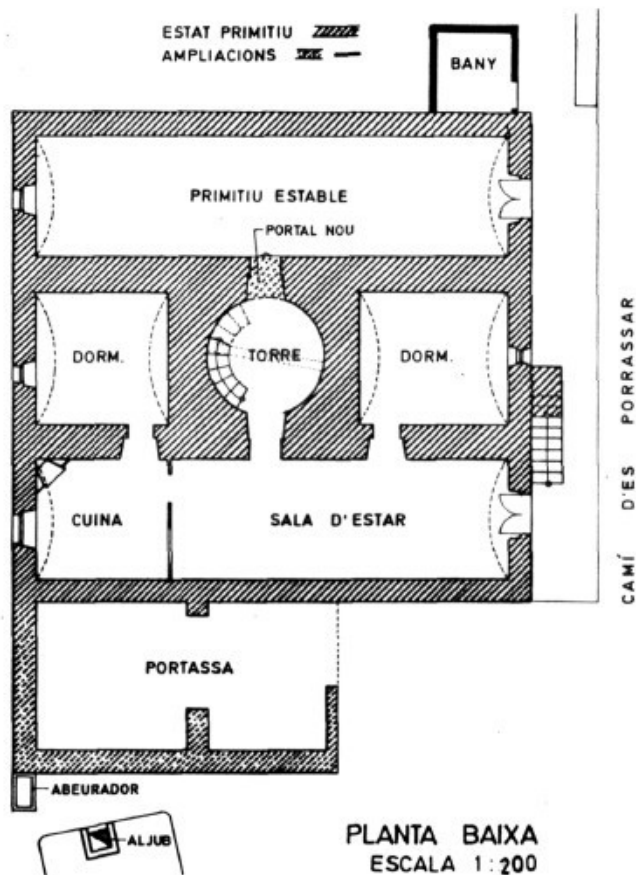 ESTAT PRIMITIU
AMPLIACIONS
BANY
PRIMITIU ESTABLE
PORTAL NOU
DORM.
TORRE
DORM.
CUINA
SALA D'ESTAR
CAMÍ D'ES PORRASSAR
PORTASSA
ABEURADOR
ALJUB
PLANTA BAIXA
ESCALA 1:200